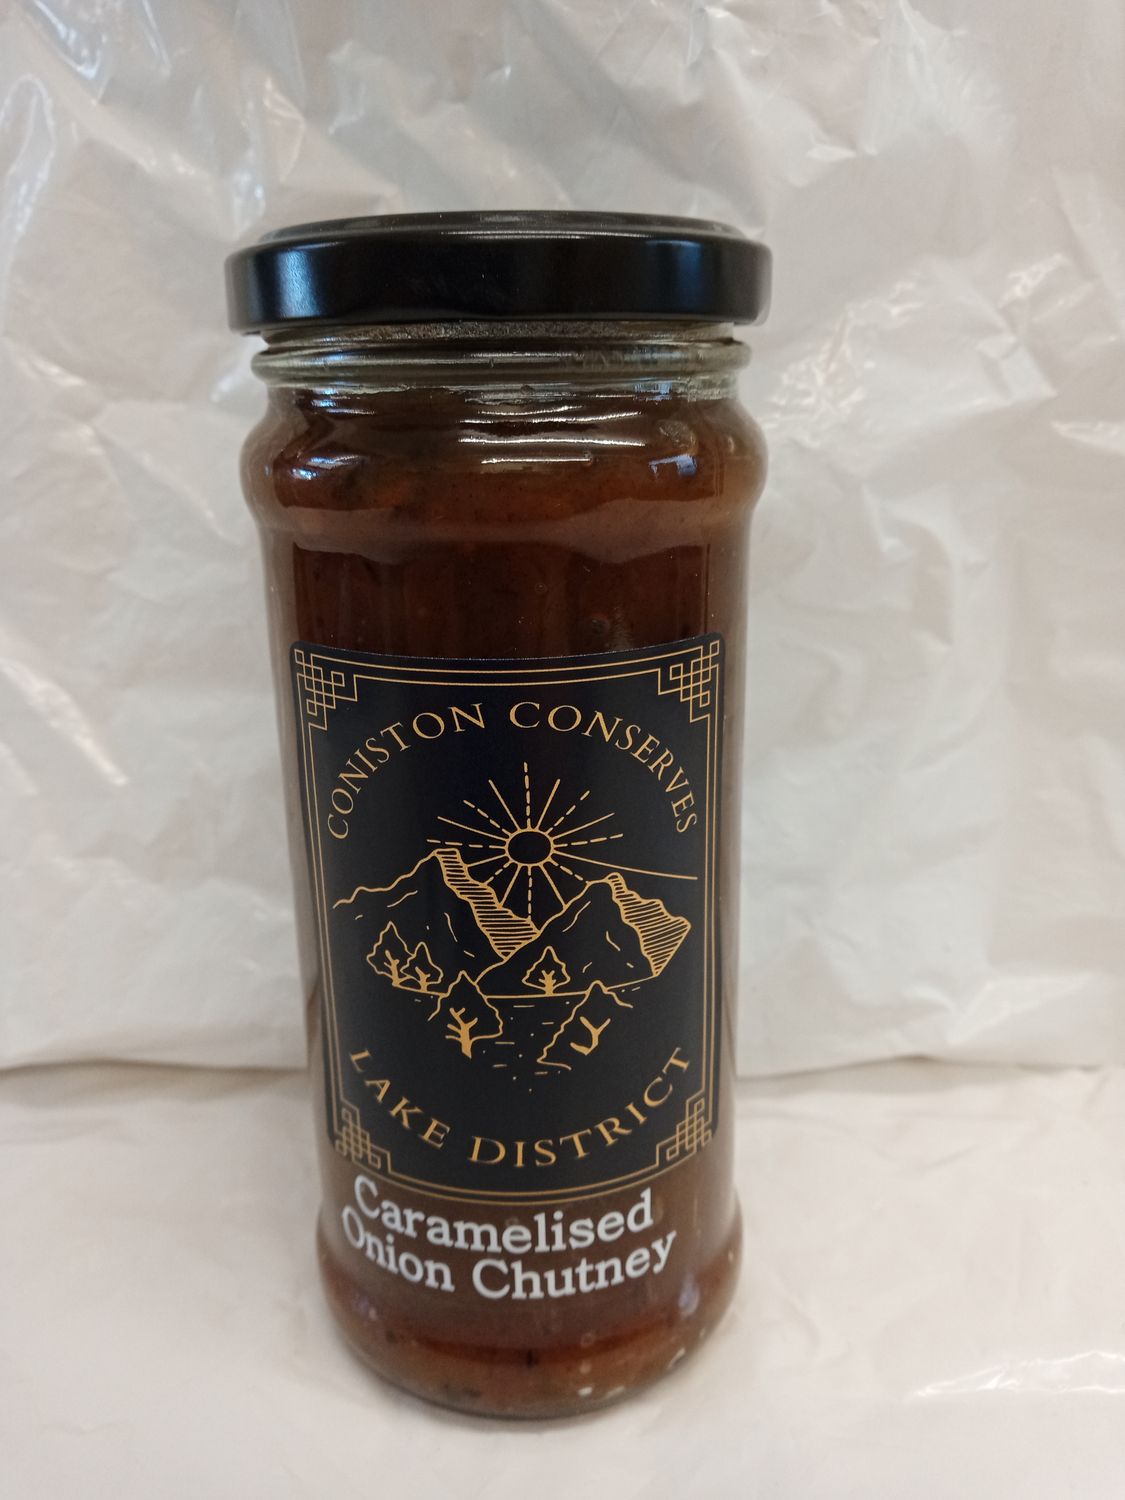 CONISTON CONSERVES
LAKE DISTRICT
Caramelised
Onion Chutney